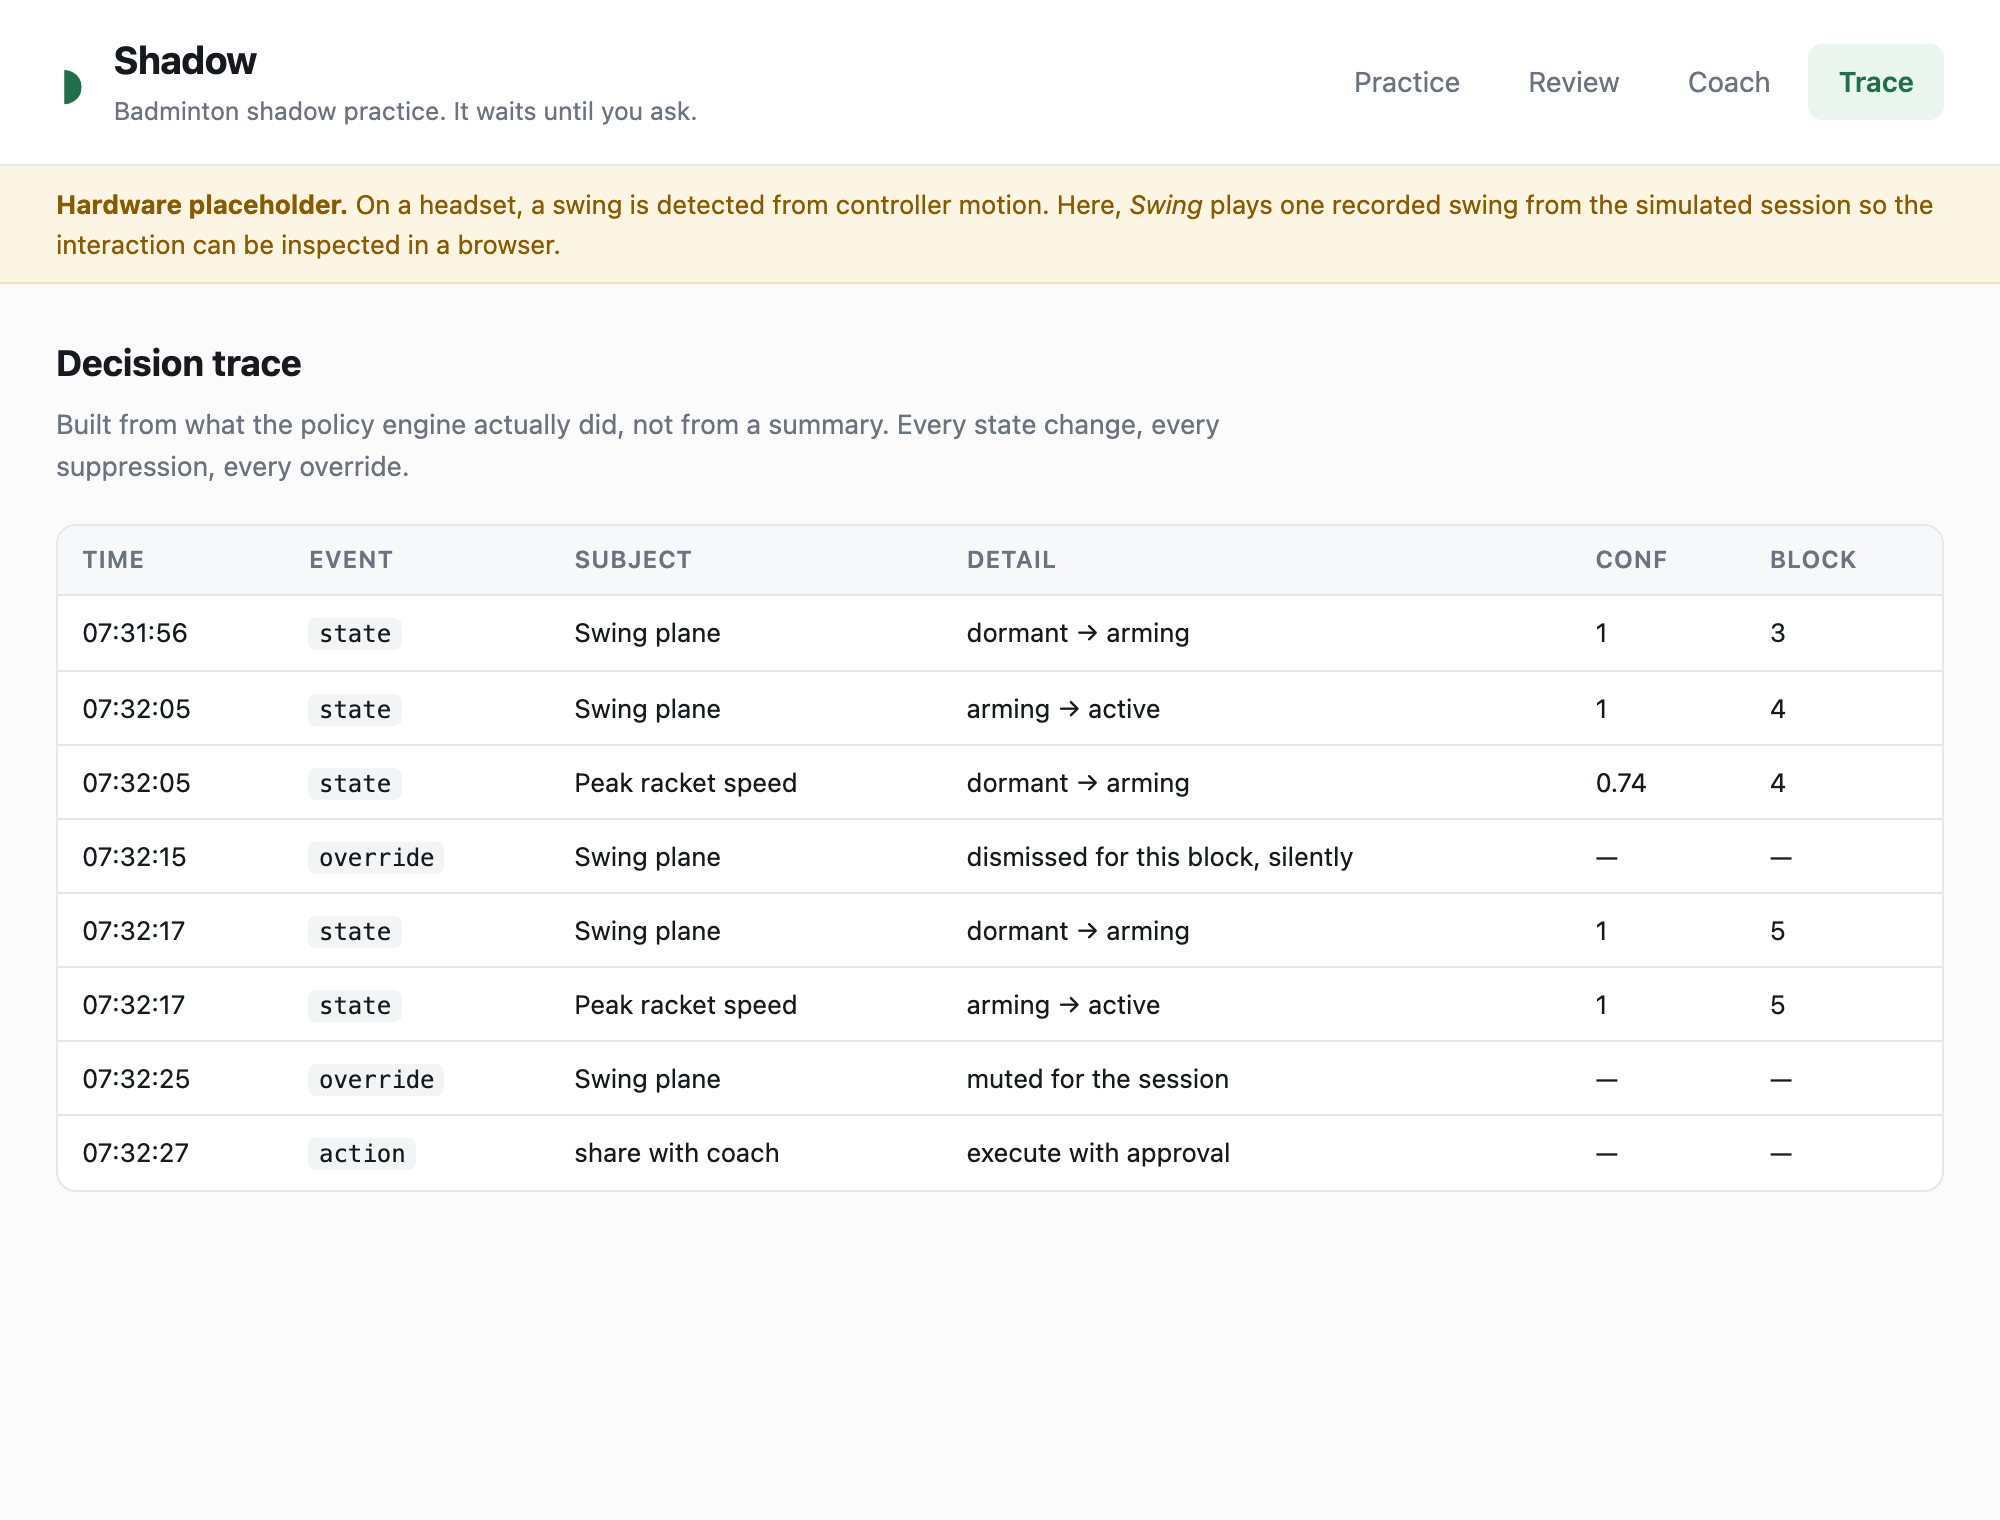 Shadow
Badminton shadow practice. It waits until you ask.
Practice Review Coach Trace
Hardware placeholder. On a headset, a swing is detected from controller motion. Here, Swing plays one recorded swing from the simulated session so the
interaction can be inspected in a browser.
Decision trace
Built from what the policy engine actually did, not from a summary. Every state change, every
suppression, every override.
TIME EVENT SUBJECT DETAIL CONF BLOCK
07:31:56 state Swing plane dormant → arming 1 3
07:32:05 state Swing plane arming → active 1 4
07:32:05 state Peak racket speed dormant → arming 0.74 4
07:32:15 override Swing plane dismissed for this block, silently — —
07:32:17 state Swing plane dormant → arming 1 5
07:32:17 state Peak racket speed arming → active 1 5
07:32:25 override Swing plane muted for the session — —
07:32:27 action share with coach execute with approval — —